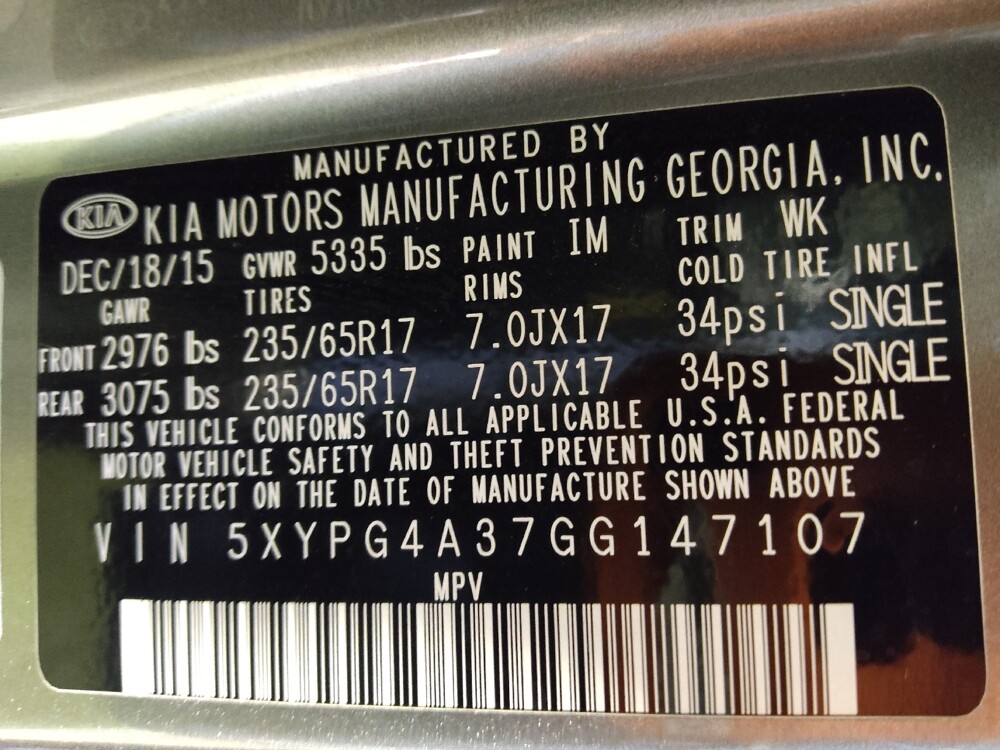 MANUFACTURED BY
KIA KIA MOTORS MANUFACTURING GEORGIA, INC.
DEC/18/15 GVWR 5335 lbs PAINT IM TRIM WK
GAWR TIRES RIMS COLD TIRE INFL
FRONT 2976 lbs 235/65R17 7.0JX17 34psi SINGLE
REAR 3075 lbs 235/65R17 7.0JX17 34psi SINGLE
THIS VEHICLE CONFORMS TO ALL APPLICABLE U.S.A. FEDERAL
MOTOR VEHICLE SAFETY AND THEFT PREVENTION STANDARDS
IN EFFECT ON THE DATE OF MANUFACTURE SHOWN ABOVE
VIN 5XYPG4A37GG147107
MPV